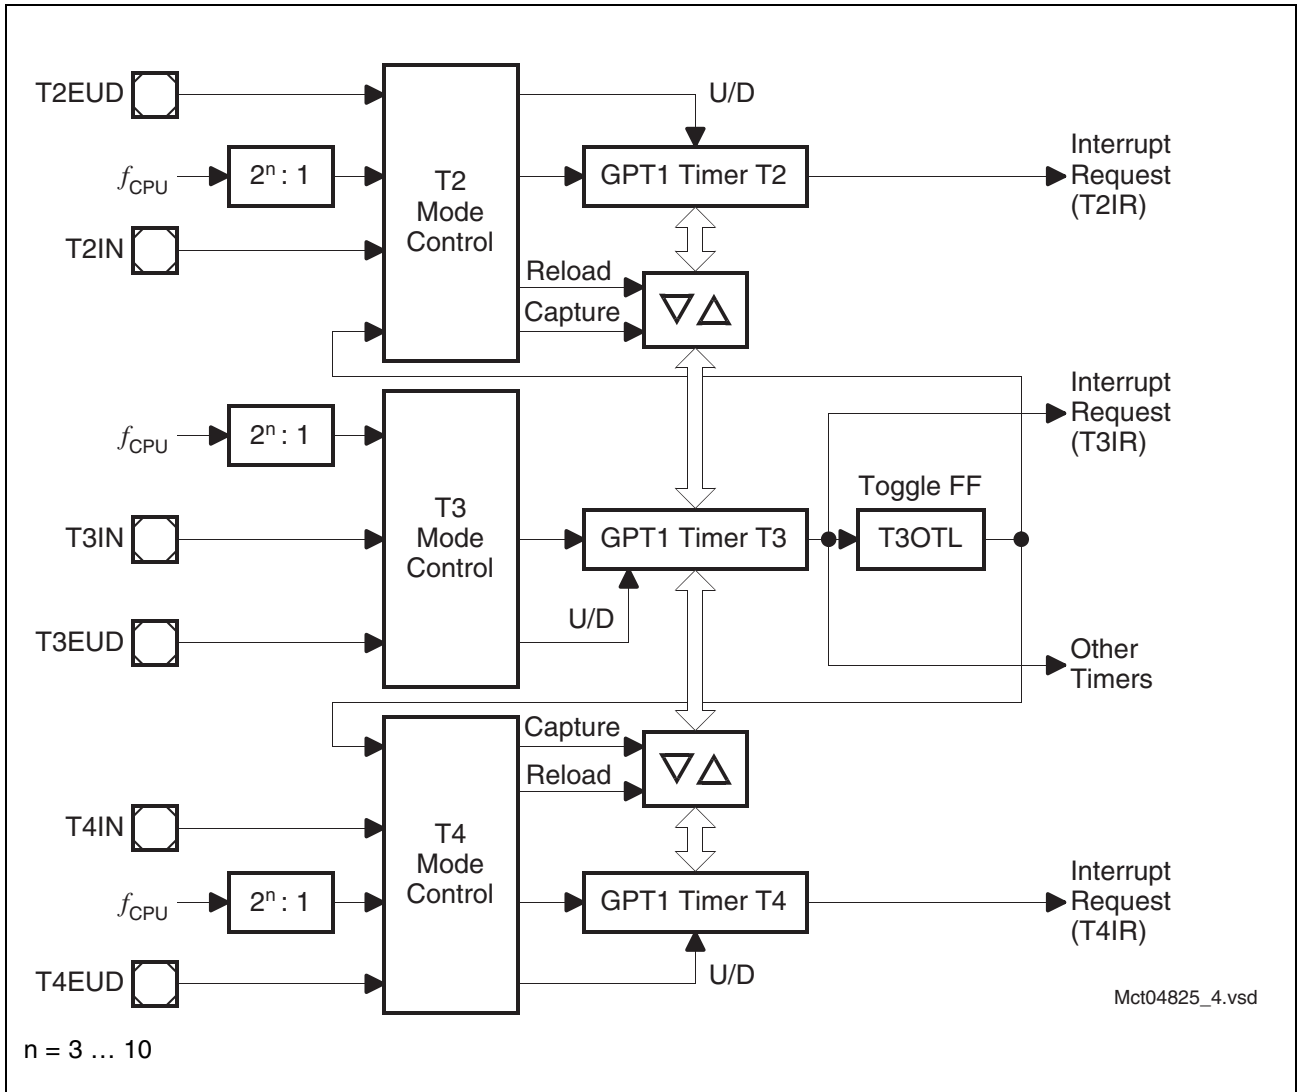 T2EUD
U/D
fCPU
2ⁿ : 1
T2
Mode
Control
GPT1 Timer T2
Interrupt
Request
(T2IR)
T2IN
Reload
Capture
fCPU
2ⁿ : 1
Interrupt
Request
(T3IR)
T3IN
T3
Mode
Control
GPT1 Timer T3
Toggle FF
T3OTL
T3EUD
U/D
Other
Timers
Capture
Reload
T4IN
T4
Mode
Control
fCPU
2ⁿ : 1
GPT1 Timer T4
Interrupt
Request
(T4IR)
T4EUD
U/D
Mct04825_4.vsd
n = 3 … 10